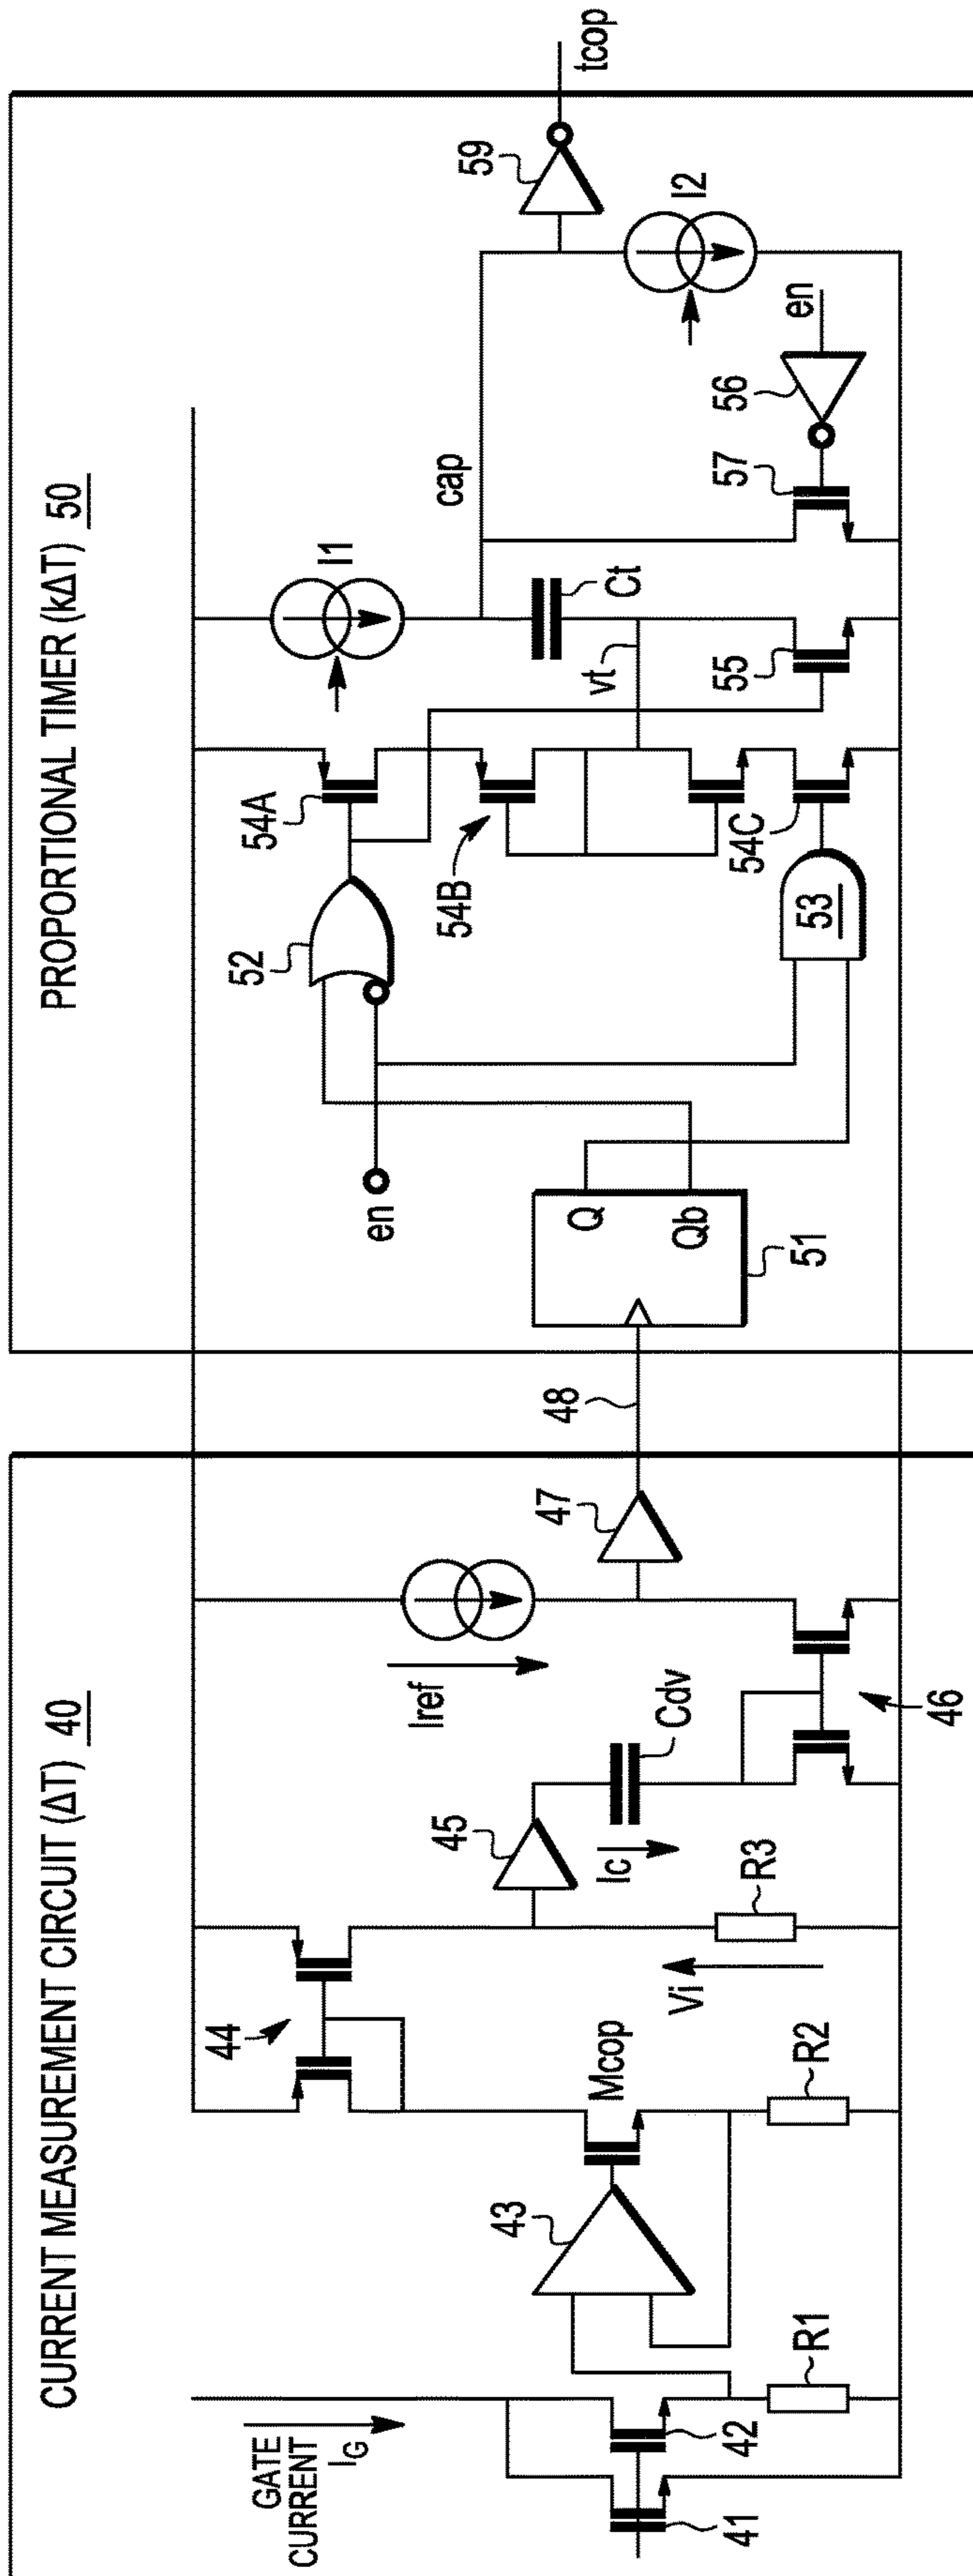 CURRENT MEASUREMENT CIRCUIT (ΔT) 40
GATE
CURRENT
IG
41
42
R1
43
Mcop
R2
44
Vi
R3
45
Ic
Cdv
46
Iref
47
48
PROPORTIONAL TIMER (kΔT) 50
51
Q
Qb
en
52
53
54A
54B
54C
vt
55
Ct
I1
cap
57
56
en
I2
59
tcop